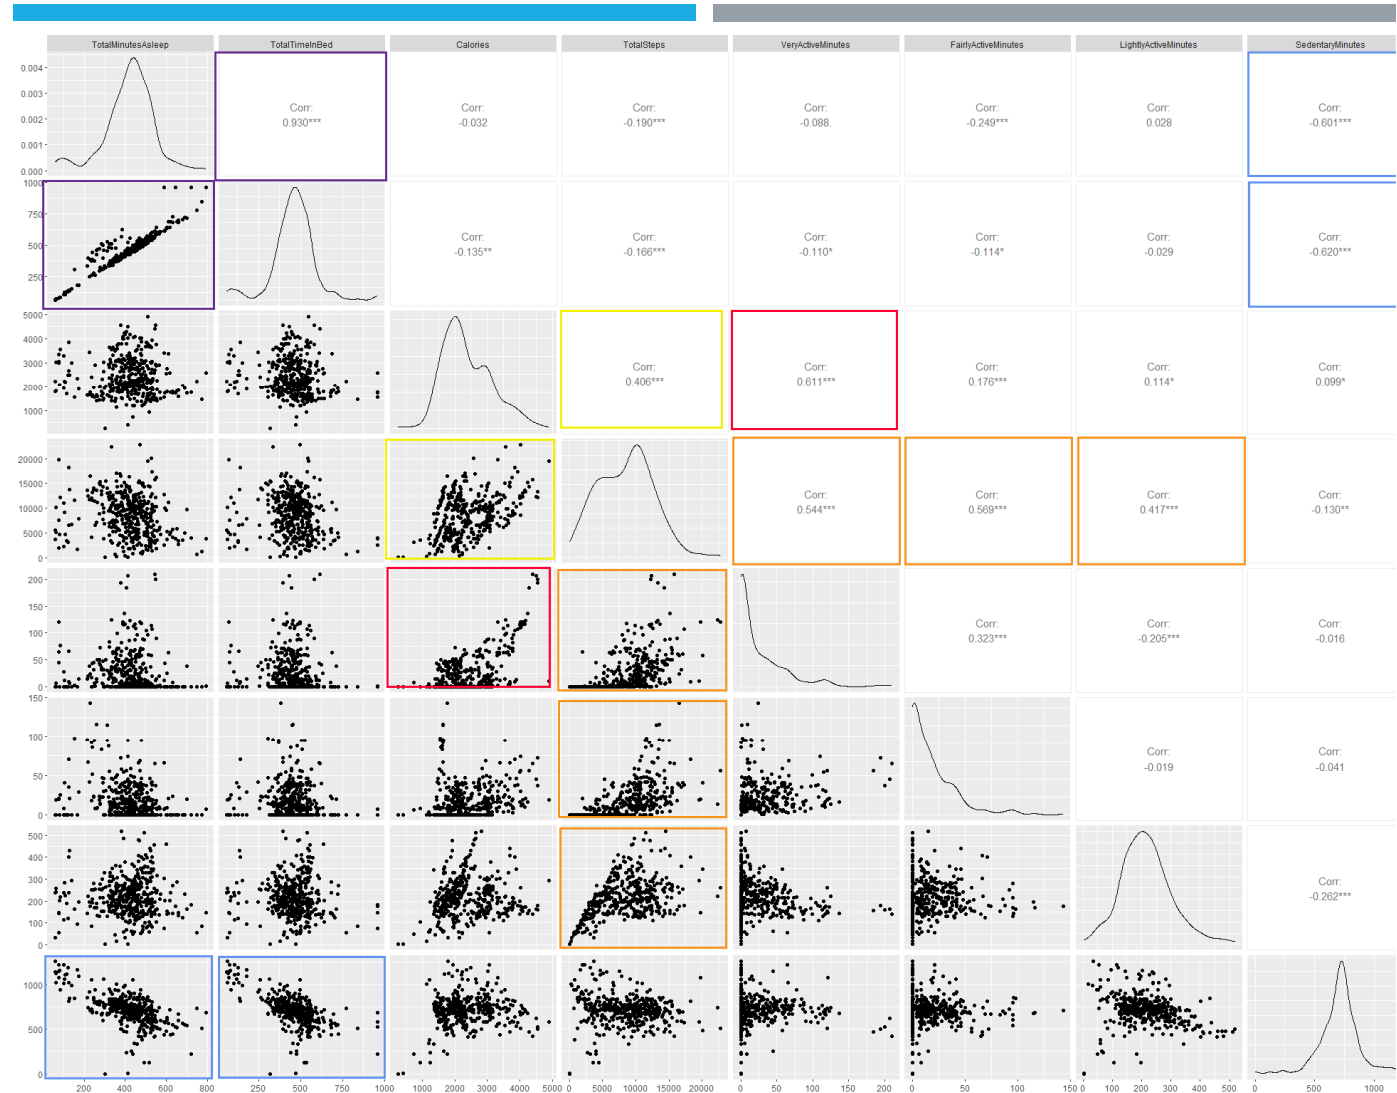 TotalMinutesAsleep TotalTimeInBed Calories TotalSteps VeryActiveMinutes FairlyActiveMinutes LightlyActiveMinutes SedentaryMinutes
0.004
0.003
0.002
0.001
0.000
Corr: Corr: Corr: Corr: Corr: Corr: Corr:
0.930*** -0.032 -0.190*** -0.088. -0.249*** 0.028 -0.601***
1000
750
500
250
Corr: Corr: Corr: Corr: Corr: Corr:
-0.135** -0.166*** -0.110* -0.114* -0.029 -0.620***
5000
4000
3000
2000
1000
Corr: Corr: Corr: Corr: Corr:
0.406*** 0.611*** 0.176*** 0.114* 0.099*
20000
15000
10000
5000
0
Corr: Corr: Corr: Corr:
0.544*** 0.569*** 0.417*** -0.130**
200
150
100
50
0
Corr: Corr: Corr:
0.323*** -0.205*** -0.016
150
100
50
0
Corr: Corr:
-0.019 -0.041
500
400
300
200
100
0
Corr:
-0.262***
1000
500
0
200 400 600 800 250 500 750 1000 1000 2000 3000 4000 5000 0 5000 10000 15000 20000 0 50 100 150 200 0 50 100 150 0 100 200 300 400 500 0 500 1000